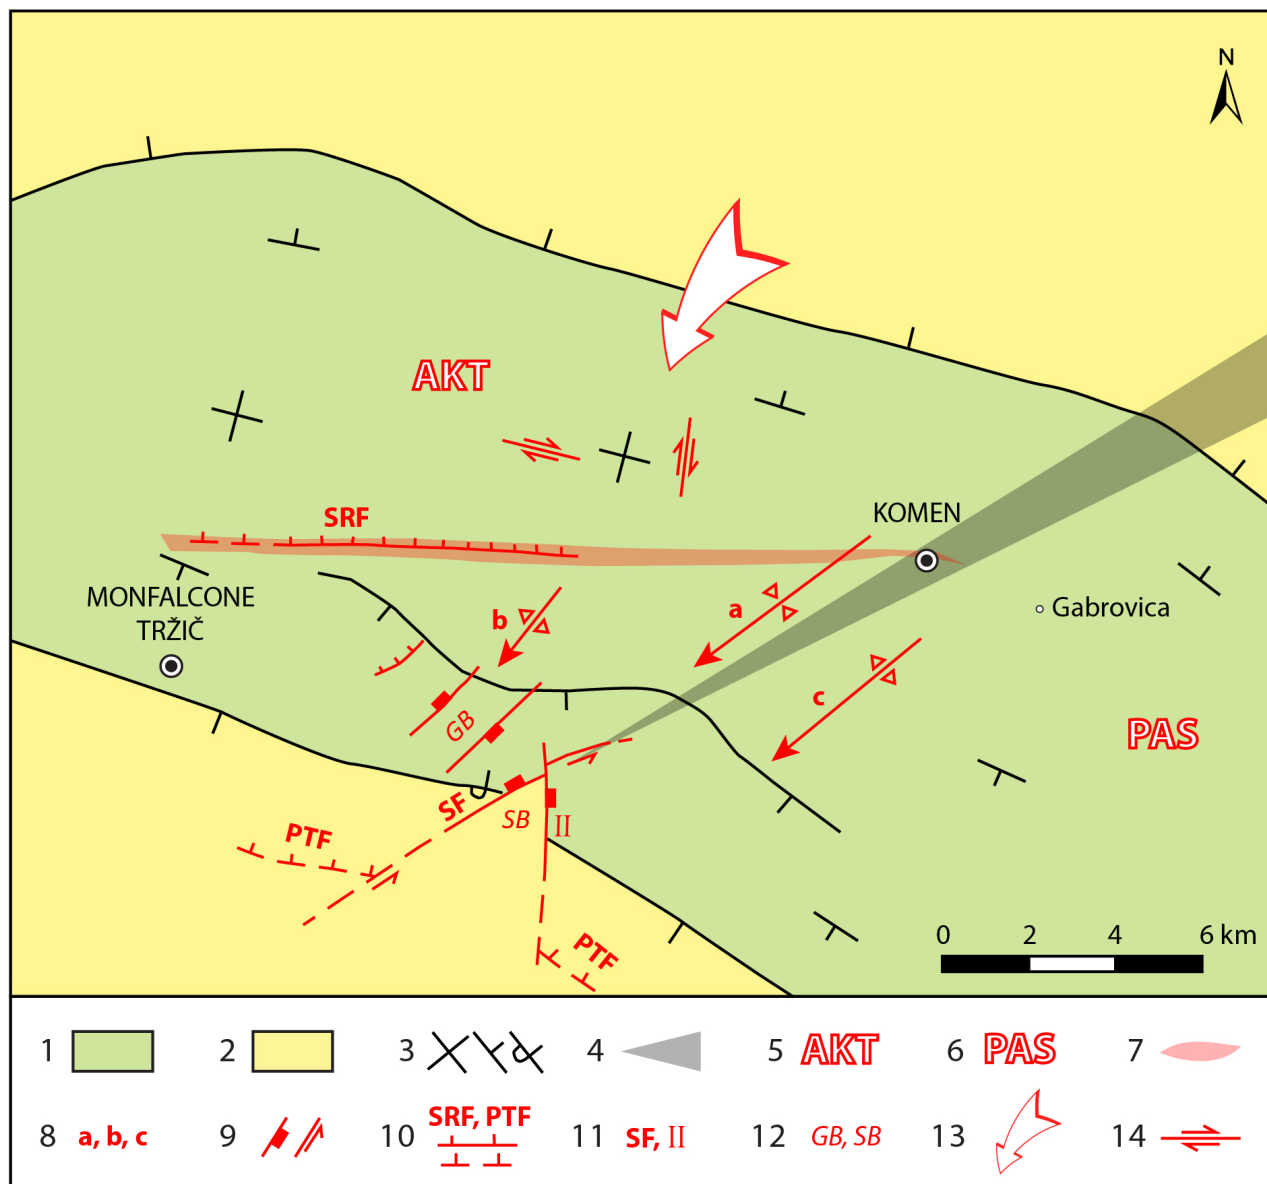 N
AKT
SRF
KOMEN
MONFALCONE
TRŽIČ
a
b
Gabrovica
c
GB
PAS
SF
SB
II
PTF
PTF
0 2 4 6 km
1 2 3 4 5 AKT 6 PAS 7
8 a, b, c 9 10 SRF, PTF 11 SF, II 12 GB, SB 13 14